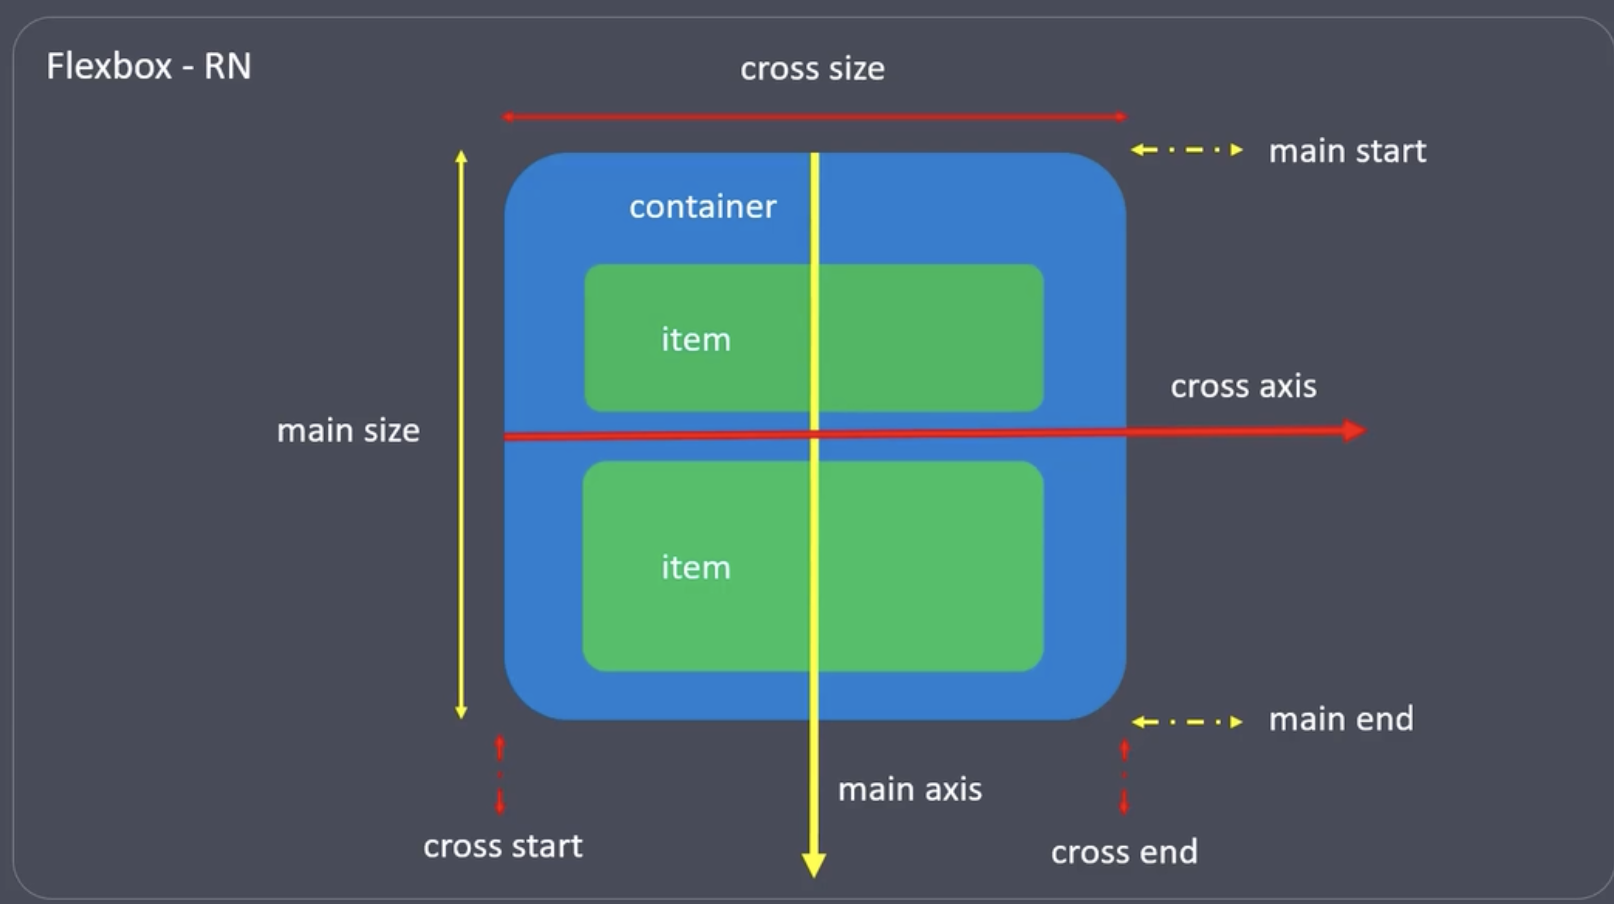 Flexbox - RN
cross size
main start
container
item
cross axis
main size
item
main end
main axis
cross start
cross end